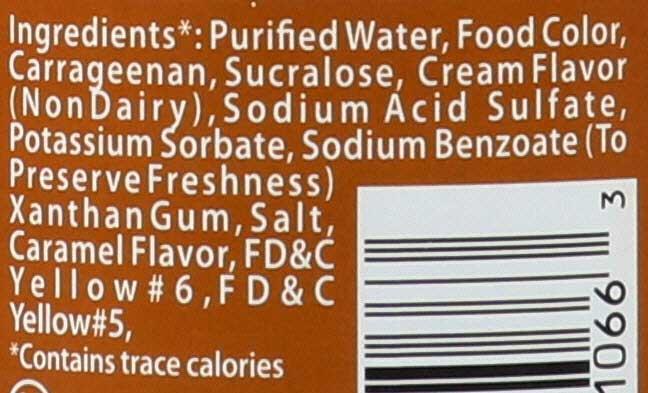 Ingredients*: Purified Water, Food Color,
Carrageenan, Sucralose, Cream Flavor
(Non Dairy), Sodium Acid Sulfate,
Potassium Sorbate, Sodium Benzoate (To
Preserve Freshness)
Xanthan Gum, Salt,
Caramel Flavor, FD&C
Yellow # 6, FD & C
Yellow#5,
*Contains trace calories
3
1066